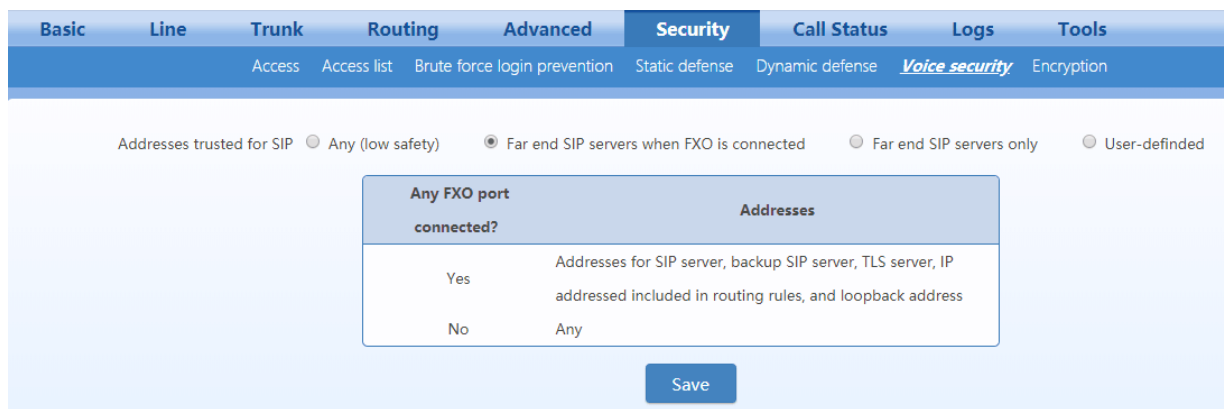 Basic Line Trunk Routing Advanced Security Call Status Logs Tools
Access Access list Brute force login prevention Static defense Dynamic defense Voice security Encryption
Addresses trusted for SIP Any (low safety) Far end SIP servers when FXO is connected Far end SIP servers only User-definded
Any FXO port
connected?
Addresses
Yes
Addresses for SIP server, backup SIP server, TLS server, IP
addressed included in routing rules, and loopback address
No Any
Save